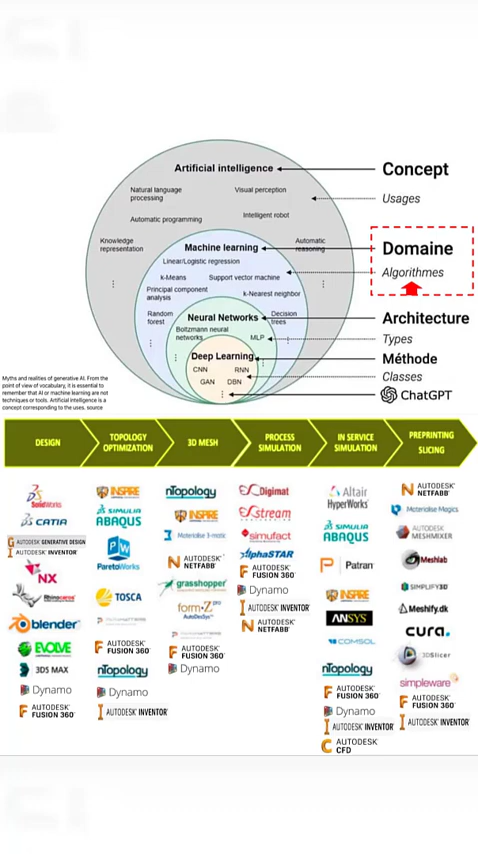 Artificial intelligence
Concept
Natural language
processing
Visual perception
Usages
Automatic programming
Intelligent robot
Knowledge
representation
Machine learning
Automatic
reasoning
Domaine
Linear/Logistic regression
Algorithmes
k-Means
Support vector machine
Principal component
analysis
k-Nearest neighbor
Random
forest
Neural Networks
Decision
trees
Architecture
Boltzmann neural
networks
MLP
Types
Deep Learning
Méthode
CNN
RNN
Classes
GAN
DBN
ChatGPT
Myths and realities of generative AI. From the
point of view of vocabulary, it is essential to
remember that AI or machine learning are not
techniques or tools. Artificial intelligence is a
concept corresponding to the uses. source
DESIGN
TOPOLOGY
OPTIMIZATION
3D MESH
PROCESS
SIMULATION
IN SERVICE
SIMULATION
PREPRINTING
SLICING
SolidWorks
CATIA
AUTODESK' GENERATIVE DESIGN
AUTODESK' INVENTOR'
NX
Rhinoceros
blender
EVOLVE
3DS MAX
Dynamo
AUTODESK'
FUSION 360'
INSPIRE
SIMULIA
ABAQUS
PW
ParetoWorks
TOSCA
AUTODESK'
FUSION 360'
nTopology
Dynamo
AUTODESK' INVENTOR'
nTopology
INSPIRE
Materialise 3-matic
AUTODESK'
NETFABB'
grasshopper
form·Z pro
AutoDesSys
AUTODESK'
FUSION 360'
Dynamo
Digimat
stream
simufact
AlphaSTAR
AUTODESK'
FUSION 360'
Dynamo
AUTODESK' INVENTOR'
AUTODESK'
NETFABB'
Altair
HyperWorks'
SIMULIA
ABAQUS
Patran
INSPIRE
ANSYS
COMSOL
nTopology
AUTODESK'
FUSION 360'
Dynamo
AUTODESK' INVENTOR'
AUTODESK'
CFD
AUTODESK'
NETFABB'
Materialise Magics
AUTODESK'
MESHMIXER
Meshlab
SIMPLIFY3D'
Meshify.dk
cura.
3DSlicer
simpleware
AUTODESK'
FUSION 360'
AUTODESK' INVENTOR'